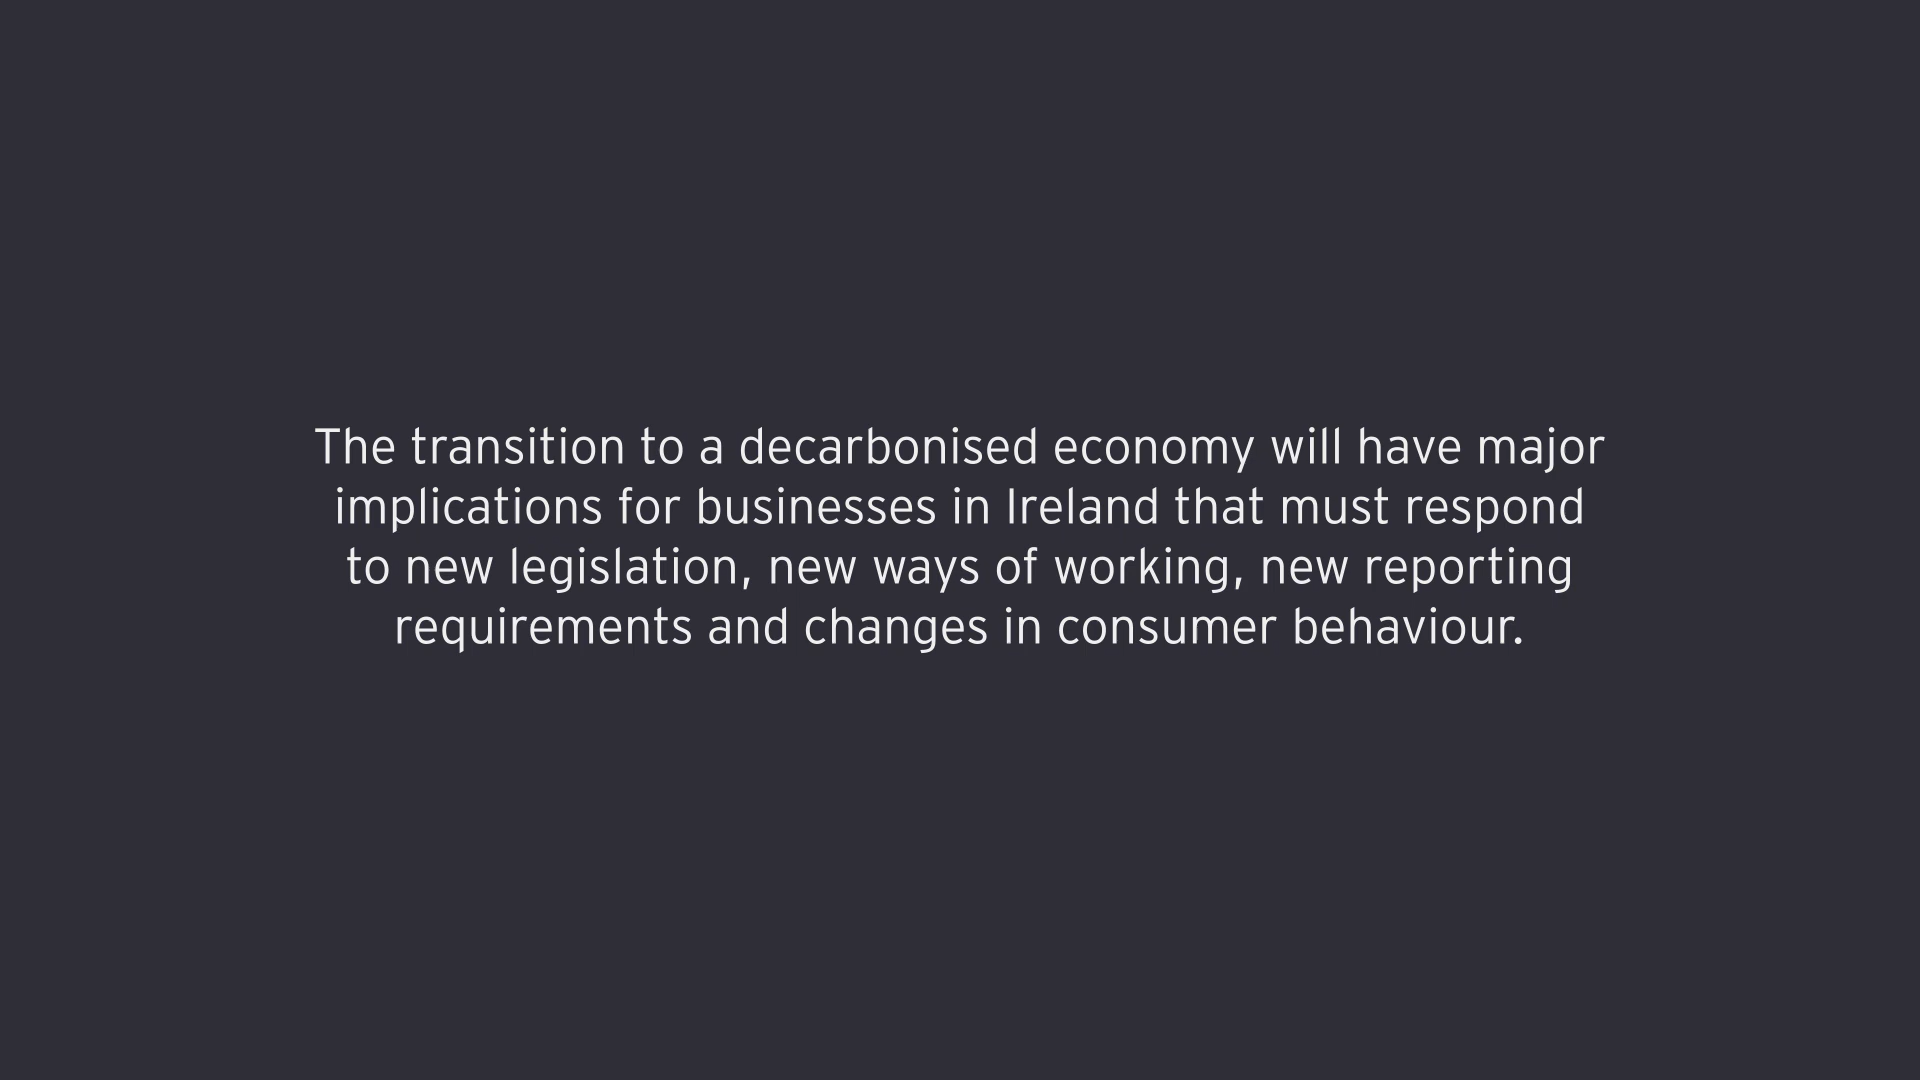 The transition to a decarbonised economy will have major
implications for businesses in Ireland that must respond
to new legislation, new ways of working, new reporting
requirements and changes in consumer behaviour.